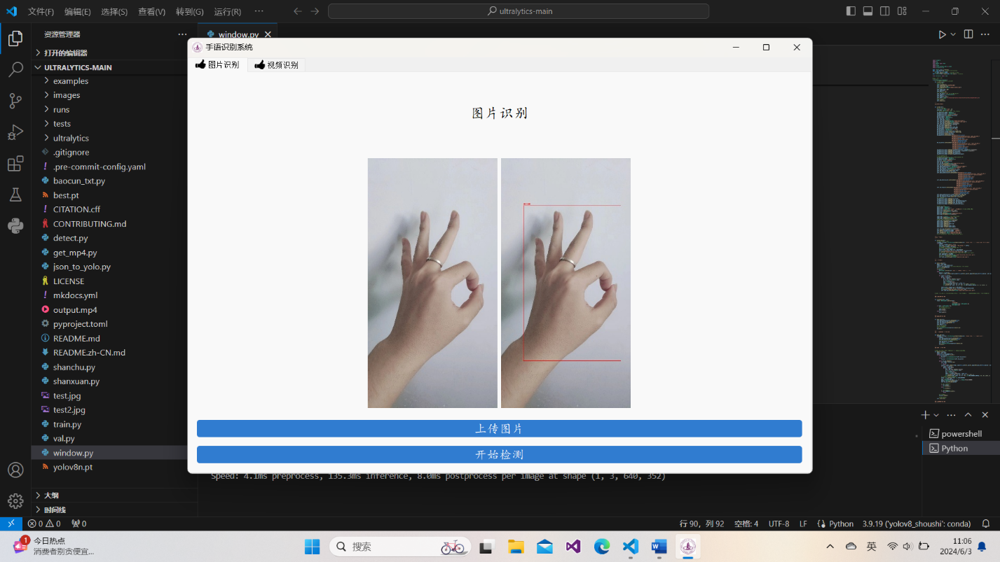 文件(F) 编辑(E) 选择(S) 查看(V) 转到(G) 运行(R) ··· ultralytics-main
资源管理器 ···
window.py
打开的编辑器
ULTRALYTICS-MAIN
examples
images
runs
tests
ultralytics
.gitignore
.pre-commit-config.yaml
baocun_txt.py
best.pt
CITATION.cff
CONTRIBUTING.md
detect.py
get_mp4.py
json_to_yolo.py
LICENSE
mkdocs.yml
output.mp4
pyproject.toml
README.md
README.zh-CN.md
shanchu.py
shanxuan.py
test.jpg
test2.jpg
train.py
val.py
window.py
yolov8n.pt
大纲
时间线
手语识别系统
图片识别 视频识别
图片识别
上传图片
开始检测
powershell
Python
Speed: 4.1ms preprocess, 135.3ms inference, 8.0ms postprocess per image at shape (1, 3, 640, 352)
0 0 0 行 90，列 92 空格: 4 UTF-8 LF Python 3.9.19 ('yolov8_shoushi': conda)
1
今日热点
消费者别贪便宜...
搜索
英
11:06
2024/6/3